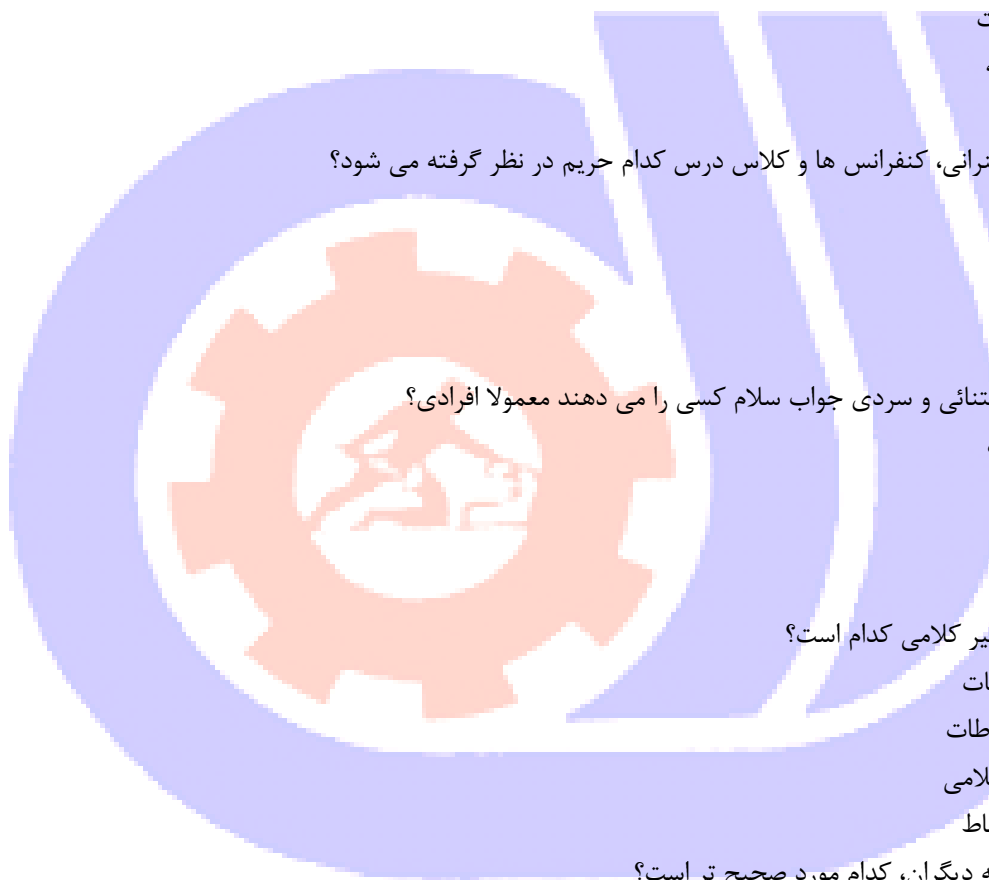 نرانی، کنفرانس ها و کلاس درس کدام حریم در نظر گرفته می شود؟
تنائی و سردی جواب سلام کسی را می دهند معمولا افرادی؟
یر کلامی کدام است؟
ات
طات
لامی
اط
ه دیگران، کدام مورد صحیح تر است؟